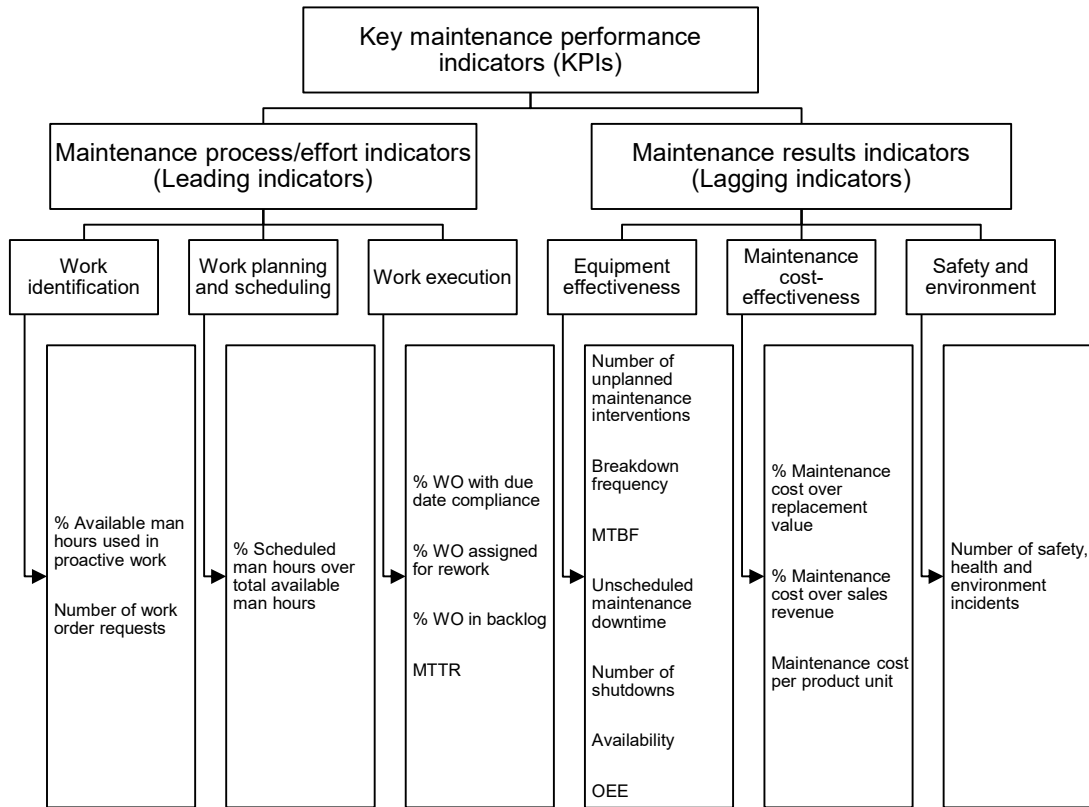 Key maintenance performance
indicators (KPIs)
Maintenance process/effort indicators
(Leading indicators)
Maintenance results indicators
(Lagging indicators)
Work
identification
Work planning
and scheduling
Work execution
Equipment
effectiveness
Maintenance
cost-
effectiveness
Safety and
environment
% Available man
hours used in
proactive work
Number of work
order requests
% Scheduled
man hours over
total available
man hours
% WO with due
date compliance
% WO assigned
for rework
% WO in backlog
MTTR
Number of
unplanned
maintenance
interventions
Breakdown
frequency
MTBF
Unscheduled
maintenance
downtime
Number of
shutdowns
Availability
OEE
% Maintenance
cost over
replacement
value
% Maintenance
cost over sales
revenue
Maintenance cost
per product unit
Number of safety,
health and
environment
incidents